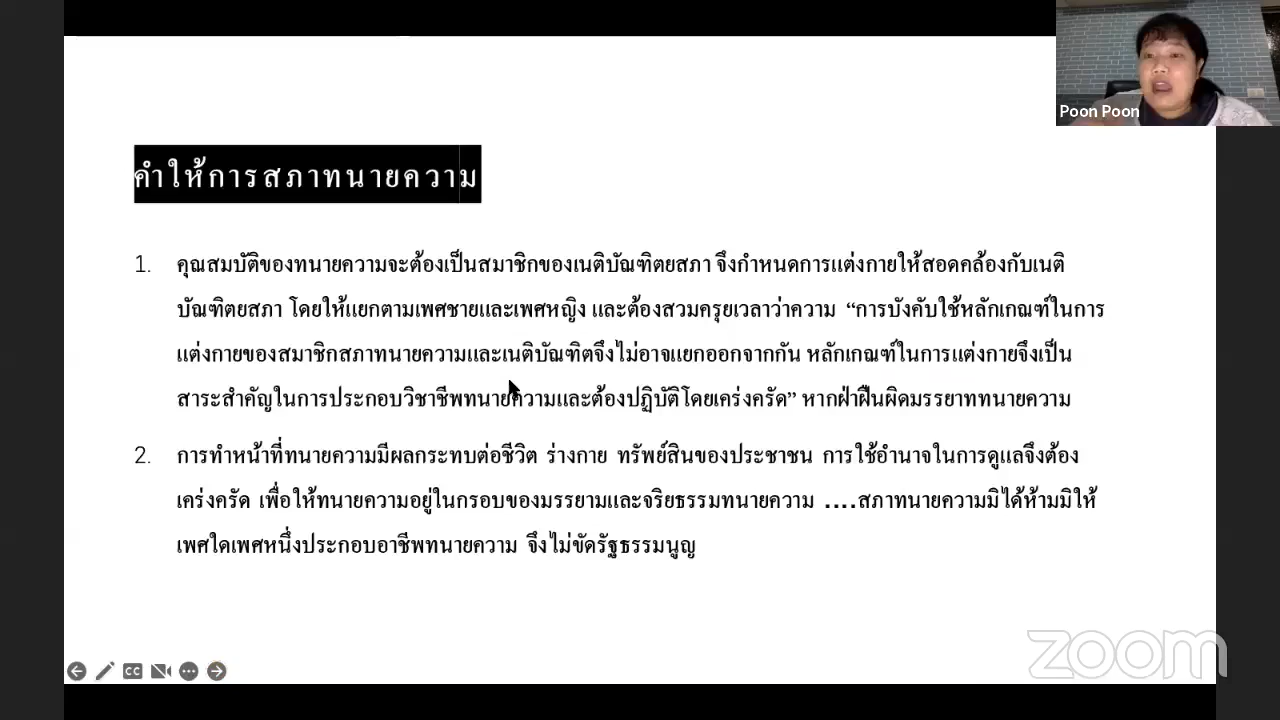 Poon Poon
คำให้การสภาทนายความ
1. คุณสมบัติของทนายความจะต้องเป็นสมาชิกของเนติบัณฑิตยสภา จึงกำหนดการแต่งกายให้สอดคล้องกับเนติ
บัณฑิตยสภา โดยให้แยกตามเพศชายและเพศหญิง และต้องสวมครุยเวลาว่าความ “การบังคับใช้หลักเกณฑ์ในการ
แต่งกายของสมาชิกสภาทนายความและเนติบัณฑิตจึงไม่อาจแยกออกจากกัน หลักเกณฑ์ในการแต่งกายจึงเป็น
สาระสำคัญในการประกอบวิชาชีพทนายความและต้องปฏิบัติโดยเคร่งครัด” หากฝ่าฝืนผิดมรรยาททนายความ
2. การทำหน้าที่ทนายความมีผลกระทบต่อชีวิต ร่างกาย ทรัพย์สินของประชาชน การใช้อำนาจในการดูแลจึงต้อง
เคร่งครัด เพื่อให้ทนายความอยู่ในกรอบของมรรยามและจริยธรรมทนายความ ....สภาทนายความมิได้ห้ามมิให้
เพศใดเพศหนึ่งประกอบอาชีพทนายความ จึงไม่ขัดรัฐธรรมนูญ
CC
zoom